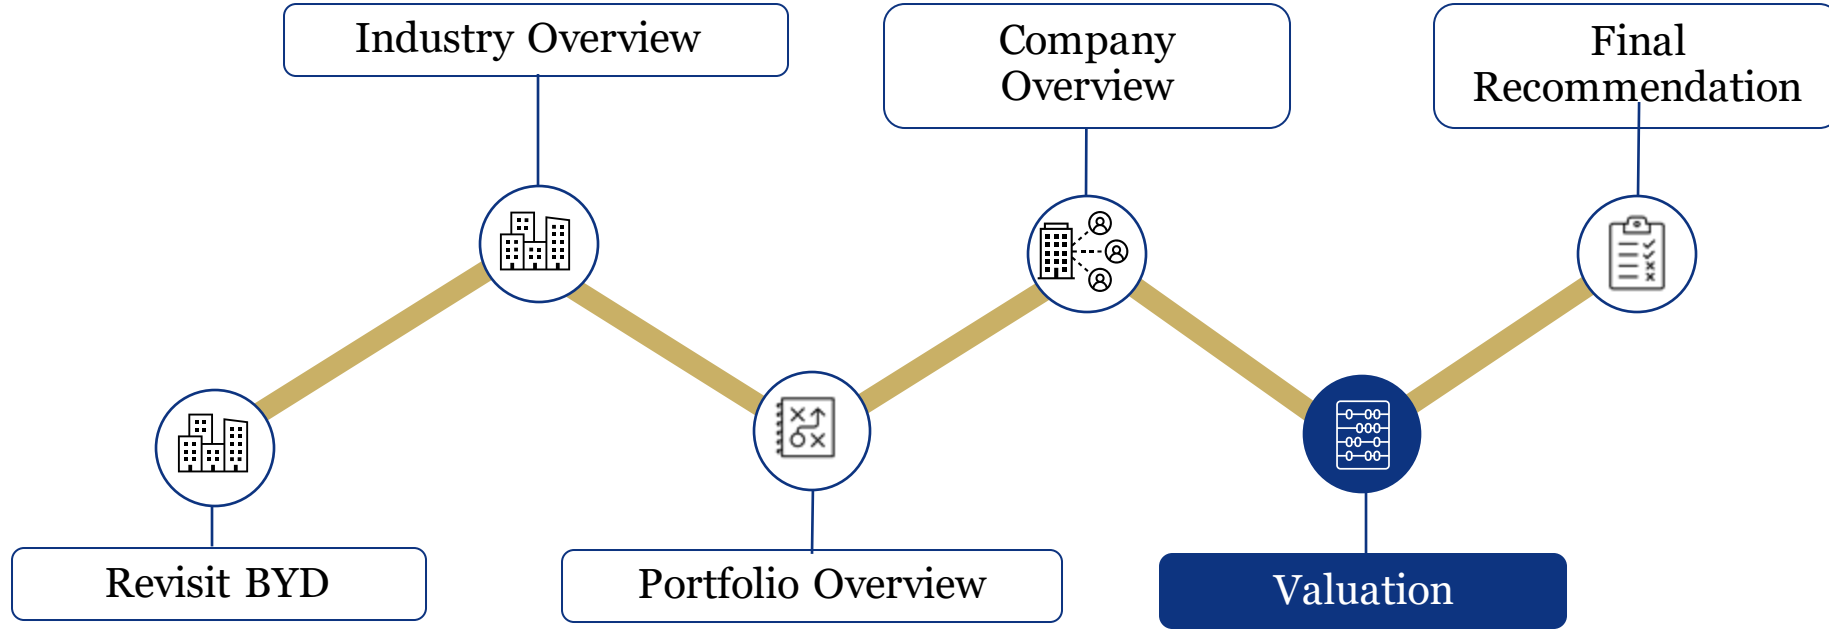 Industry Overview
Company
Overview
Final
Recommendation
Revisit BYD
Portfolio Overview
Valuation